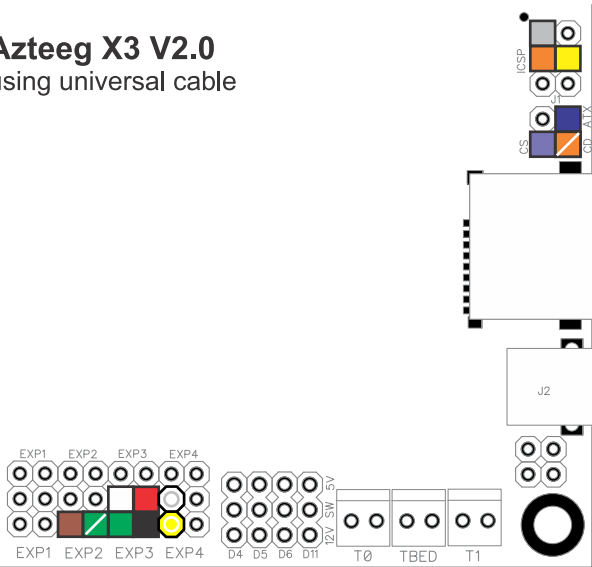 Azteeg X3 V2.0
using universal cable
ICSP
J1
ATX
CS
CD
J2
EXP1 EXP2 EXP3 EXP4
5V
SW
12V
EXP1 EXP2 EXP3 EXP4
D4 D5 D6 D11
T0 TBED T1